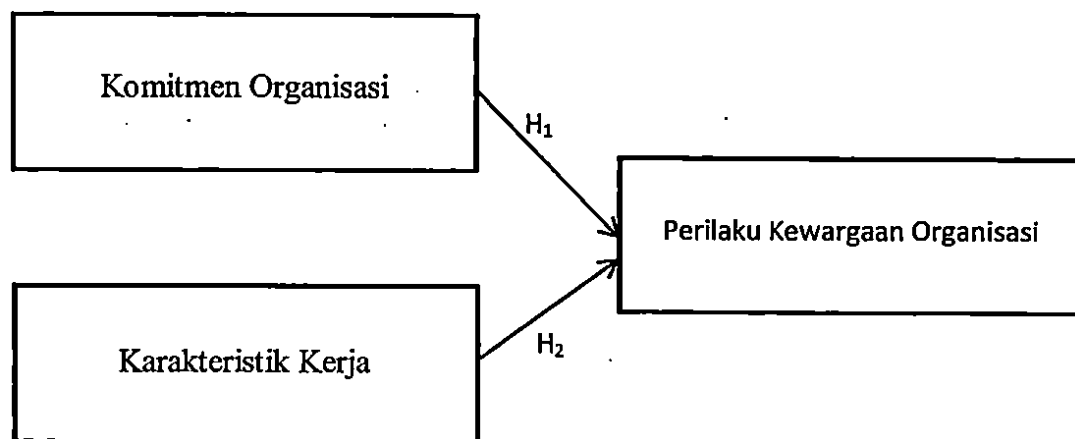 Komitmen Organisasi
H₁
Perilaku Kewargaan Organisasi
H₂
Karakteristik Kerja